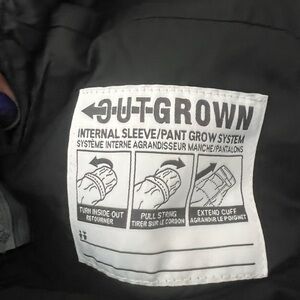 OUTGROWN
INTERNAL SLEEVE/PANT GROW SYSTEM
SYSTÈME INTERNE AGRANDISSEUR MANCHE/PANTALONS
TURN INSIDE OUT
RETOURNER
PULL STRING
TIRER SUR LE CORDON
EXTEND CUFF
AGRANDIR LE POIGNET